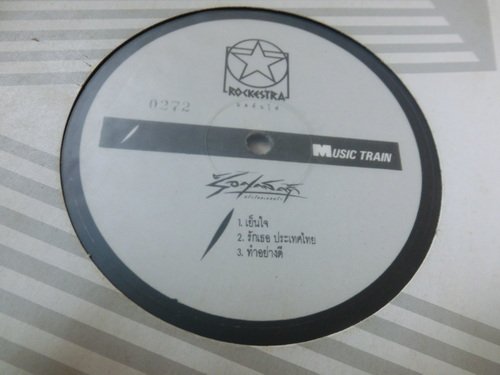 ROCKESTRA
0272
MUSIC TRAIN
1. เย็นใจ
2. รักเธอ ประเทศไทย
3. ทำอย่างดี